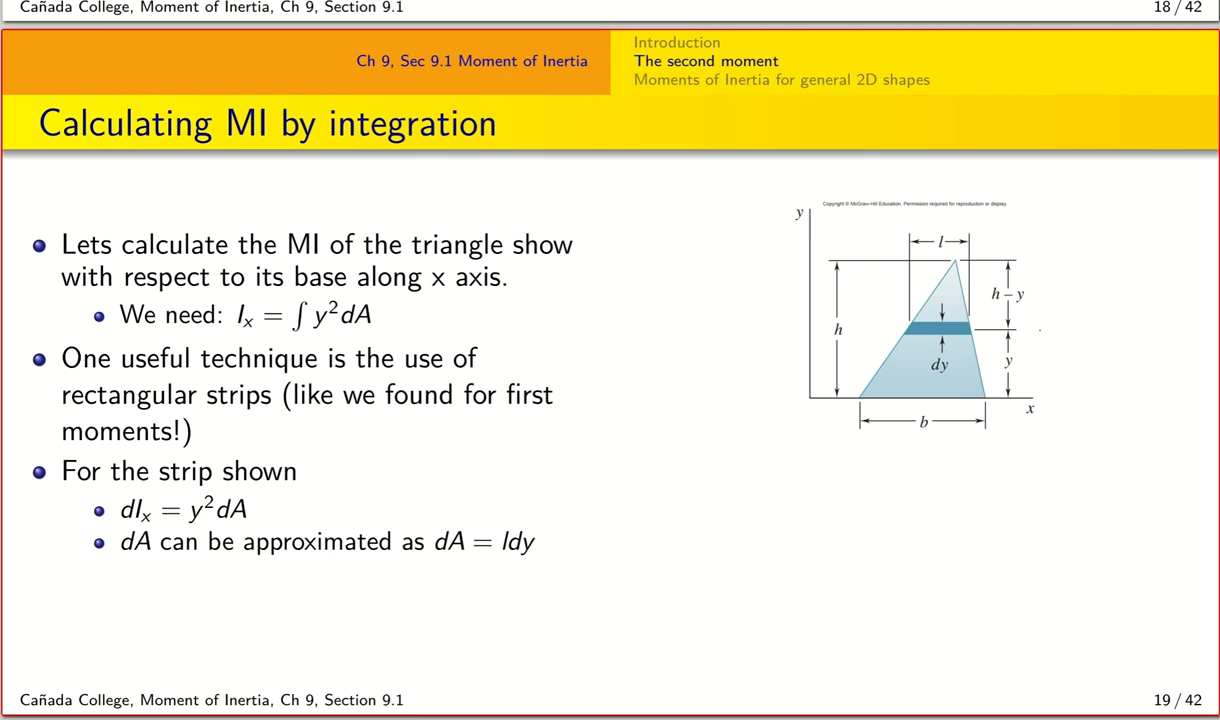 Cañada College, Moment of Inertia, Ch 9, Section 9.1 18 / 42
Ch 9, Sec 9.1 Moment of Inertia
Introduction
The second moment
Moments of Inertia for general 2D shapes
Calculating MI by integration
Lets calculate the MI of the triangle show
with respect to its base along x axis.
We need: Iₓ = ∫ y²dA
One useful technique is the use of
rectangular strips (like we found for first
moments!)
For the strip shown
dIₓ = y²dA
dA can be approximated as dA = ldy
Copyright © McGraw-Hill Education. Permission required for reproduction or display.
y
l
h – y
h
dy
y
x
b
Cañada College, Moment of Inertia, Ch 9, Section 9.1 19 / 42